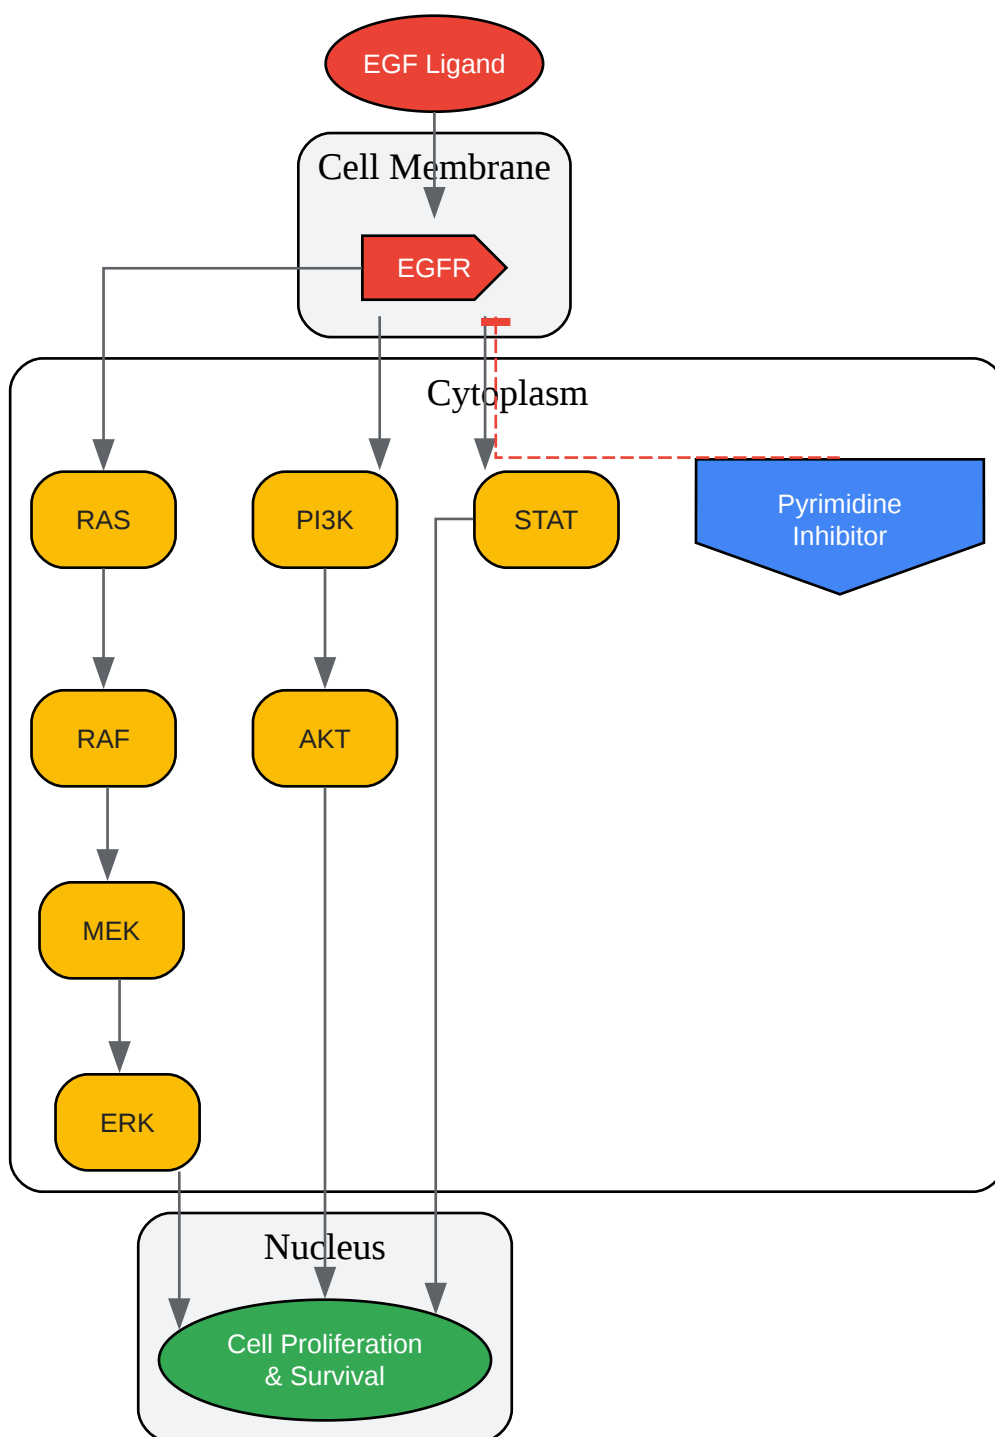 EGF Ligand
Cell Membrane
EGFR
Cytoplasm
RAS
PI3K
STAT
Pyrimidine
Inhibitor
RAF
AKT
MEK
ERK
Nucleus
Cell Proliferation
& Survival